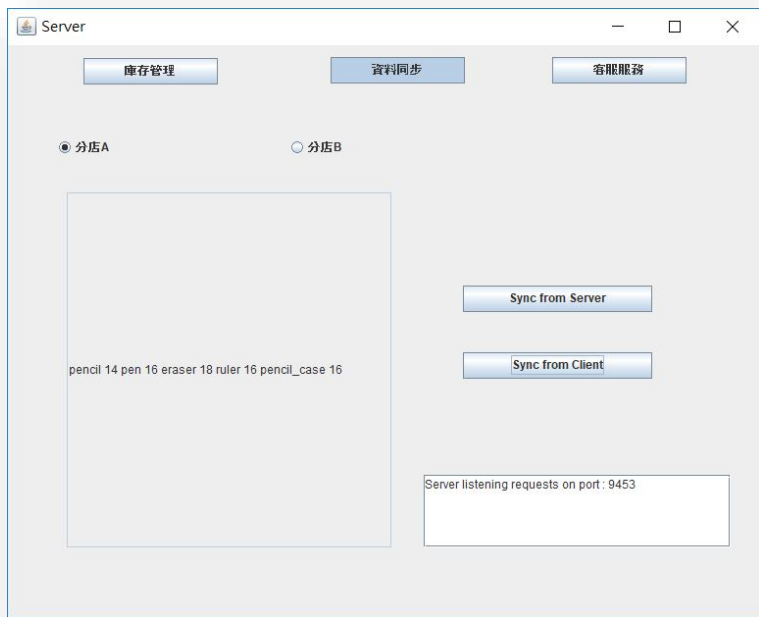 Server
庫存管理
資料同步
客服服務
分店A
分店B
Sync from Server
pencil 14 pen 16 eraser 18 ruler 16 pencil_case 16
Sync from Client
Server listening requests on port : 9453